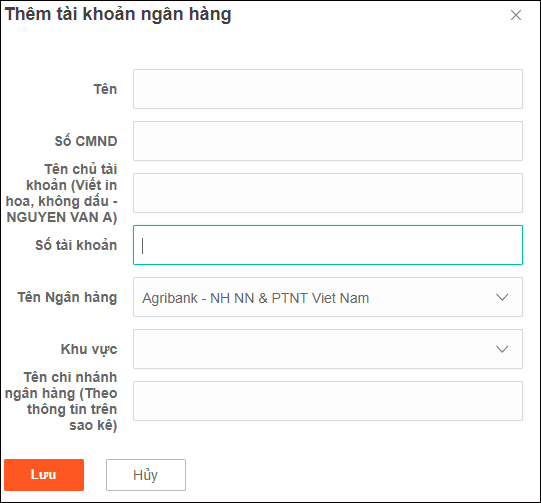 Thêm tài khoản ngân hàng
Tên
Số CMND
Tên chủ tài
khoản (Viết in
hoa, không dấu -
NGUYEN VAN A)
Số tài khoản
Tên Ngân hàng
Agribank - NH NN & PTNT Viet Nam
Khu vực
Tên chi nhánh
ngân hàng (Theo
thông tin trên
sao kê)
Lưu
Hủy